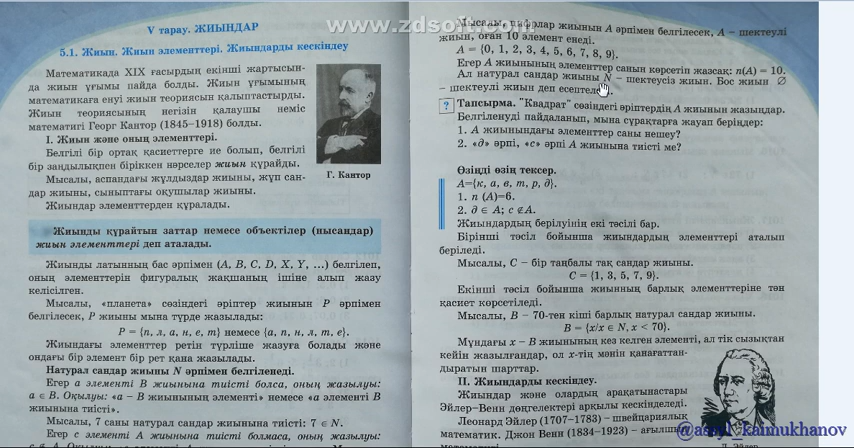 www.zdsoft.com
V тарау. ЖИЫНДАР
5.1. Жиын. Жиын элементтері. Жиындарды кескіндеу
Математикада XIX ғасырдың екінші жартысын-
да жиын ұғымы пайда болды. Жиын ұғымының
математикаға енуі жиын теориясын қалыптастырды.
Жиын теориясының негізін қалаушы неміс
математигі Георг Кантор (1845–1918) болды.
I. Жиын және оның элементтері.
Белгілі бір ортақ қасиеттерге ие болып, белгілі
бір заңдылықпен біріккен нәрселер жиын құрайды.
Мысалы, аспандағы жұлдыздар жиыны, жұп сан-
дар жиыны, сыныптағы оқушылар жиыны.
Жиындар элементтерден құралады.
Г. Кантор
Жиынды құрайтын заттар немесе объектілер (нысандар)
жиын элементтері деп аталады.
Жиынды латынның бас әрпімен (A, B, C, D, X, Y, ...) белгілеп,
оның элементтерін фигуралық жақшаның ішіне алып жазу
келісілген.
Мысалы, «планета» сөзіндегі әріптер жиынын P әрпімен
белгілесек, P жиыны мына түрде жазылады:
P = {п, л, а, н, е, т} немесе {а, п, н, л, т, е}.
Жиындағы элементтер ретін түрліше жазуға болады және
ондағы бір элемент бір рет қана жазылады.
Натурал сандар жиыны N әрпімен белгіленеді.
Егер a элементі B жиынына тиісті болса, оның жазылуы:
a ∈ B. Оқылуы: «a – B жиынының элементі» немесе «a элементі B
жиынына тиісті».
Мысалы, 7 саны натурал сандар жиынына тиісті: 7 ∈ N.
Егер c элементі A жиынына тиісті болмаса, оның жазылуы:
Мысалы, цифрлар жиынын A әрпімен белгілесек, A – шектеулі
жиын, оған 10 элемент енеді.
A = {0, 1, 2, 3, 4, 5, 6, 7, 8, 9}.
Егер A жиынының элементтер санын көрсетіп жазсақ: n(A) = 10.
Ал натурал сандар жиыны N – шектеусіз жиын. Бос жиын ∅
– шектеулі жиын деп есептеле
? Тапсырма. "Квадрат" сөзіндегі әріптердің A жиынын жазыңдар.
Белгілеуді пайдаланып, мына сұрақтарға жауап беріңдер:
1. A жиынындағы элементтер саны нешеу?
2. «д» әрпі, «с» әрпі A жиынына тиісті ме?
Өзіңді өзің тексер.
A={к, в, а, д, р, т}.
1. n (A)=6.
2. д ∈ A; с ∉A.
Жиындардың берілуінің екі тәсілі бар.
Бірінші тәсіл бойынша жиындардың элементтері аталып
беріледі.
Мысалы, C – бір таңбалы тақ сандар жиыны.
C = {1, 3, 5, 7, 9}.
Екінші тәсіл бойынша жиынның барлық элементтеріне тән
қасиет көрсетіледі.
Мысалы, B – 70-тен кіші барлық натурал сандар жиыны.
B = {x/x ∈ N, x < 70}.
Мұндағы x – B жиынының кез келген элементі, ал тік сызықтан
кейін жазылғандар, ол x-тің мәнін қанағаттан-
дыратын шарттар.
II. Жиындарды кескіндеу.
Жиындар және олардың арақатынастары
Эйлер–Венн дөңгелектері арқылы кескінделеді.
Леонард Эйлер (1707–1783) – швейцариялық
математик. Джон Венн (1834–1923) – ағылшын
@assyl_kaimukhanov